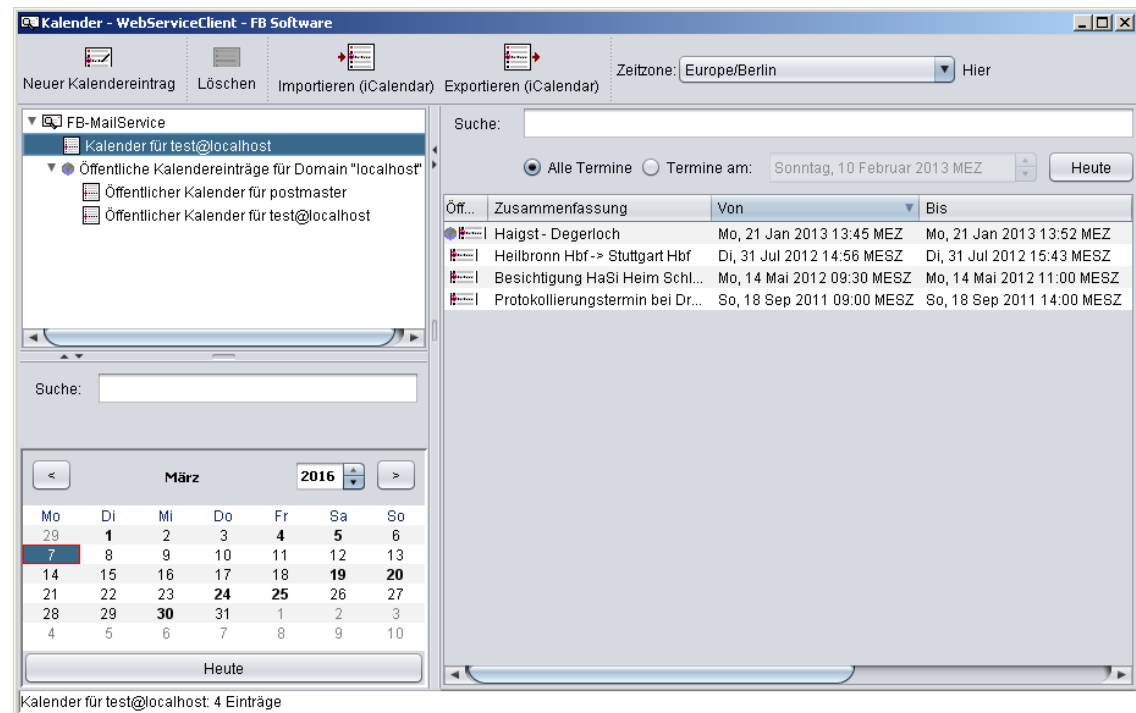 Kalender - WebServiceClient - FB Software
Neuer Kalendereintrag Löschen Importieren (iCalendar) Exportieren (iCalendar) Zeitzone: Europe/Berlin Hier
FB-MailService
Kalender für test@localhost
Öffentliche Kalendereinträge für Domain "localhost"
Öffentlicher Kalender für postmaster
Öffentlicher Kalender für test@localhost
Suche:
März 2016
< >
Mo Di Mi Do Fr Sa So
29 1 2 3 4 5 6
7 8 9 10 11 12 13
14 15 16 17 18 19 20
21 22 23 24 25 26 27
28 29 30 31 1 2 3
4 5 6 7 8 9 10
Heute
Suche:
Alle Termine Termine am: Sonntag, 10 Februar 2013 MEZ Heute
Öff... Zusammenfassung Von Bis
Haigst - Degerloch Mo, 21 Jan 2013 13:45 MEZ Mo, 21 Jan 2013 13:52 MEZ
Heilbronn Hbf -> Stuttgart Hbf Di, 31 Jul 2012 14:56 MESZ Di, 31 Jul 2012 15:43 MESZ
Besichtigung HaSi Heim Schl... Mo, 14 Mai 2012 09:30 MESZ Mo, 14 Mai 2012 11:00 MESZ
Protokollierungstermin bei Dr... So, 18 Sep 2011 09:00 MESZ So, 18 Sep 2011 14:00 MESZ
Kalender für test@localhost: 4 Einträge